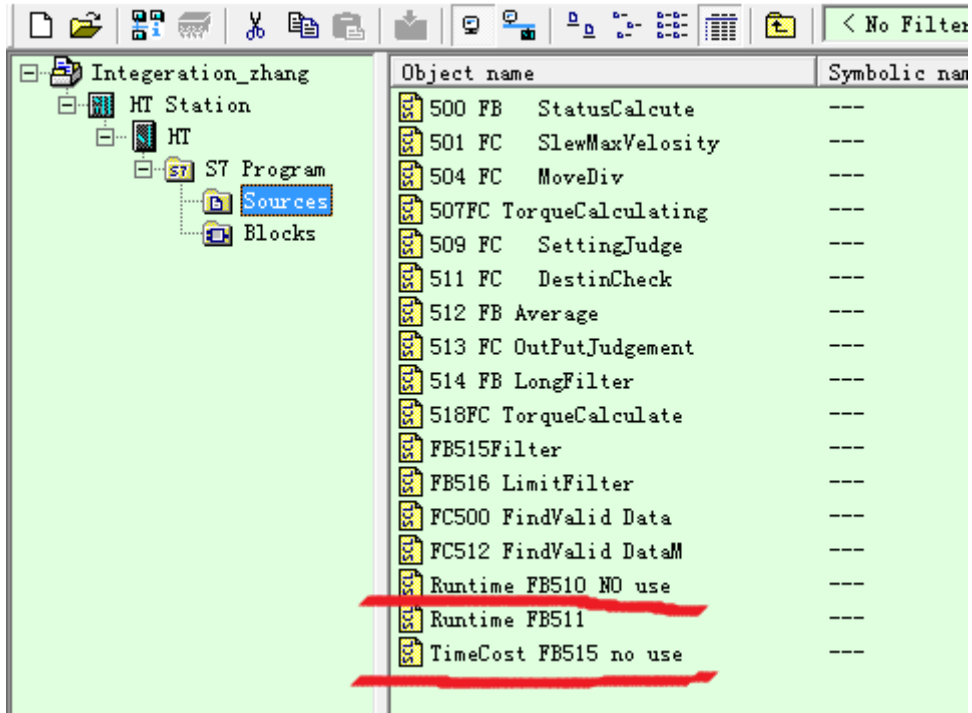 < No Filter
Integeration_zhang
HT Station
HT
S7 Program
Sources
Blocks
Object name
Symbolic nam
500 FB StatusCalcute
---
501 FC SlewMaxVelosity
---
504 FC MoveDiv
---
507FC TorqueCalculating
---
509 FC SettingJudge
---
511 FC DestinCheck
---
512 FB Average
---
513 FC OutPutJudgement
---
514 FB LongFilter
---
518FC TorqueCalculate
---
FB515Filter
---
FB516 LimitFilter
---
FC500 FindValid Data
---
FC512 FindValid DataM
---
Runtime FB510 NO use
---
Runtime FB511
---
TimeCost FB515 no use
---